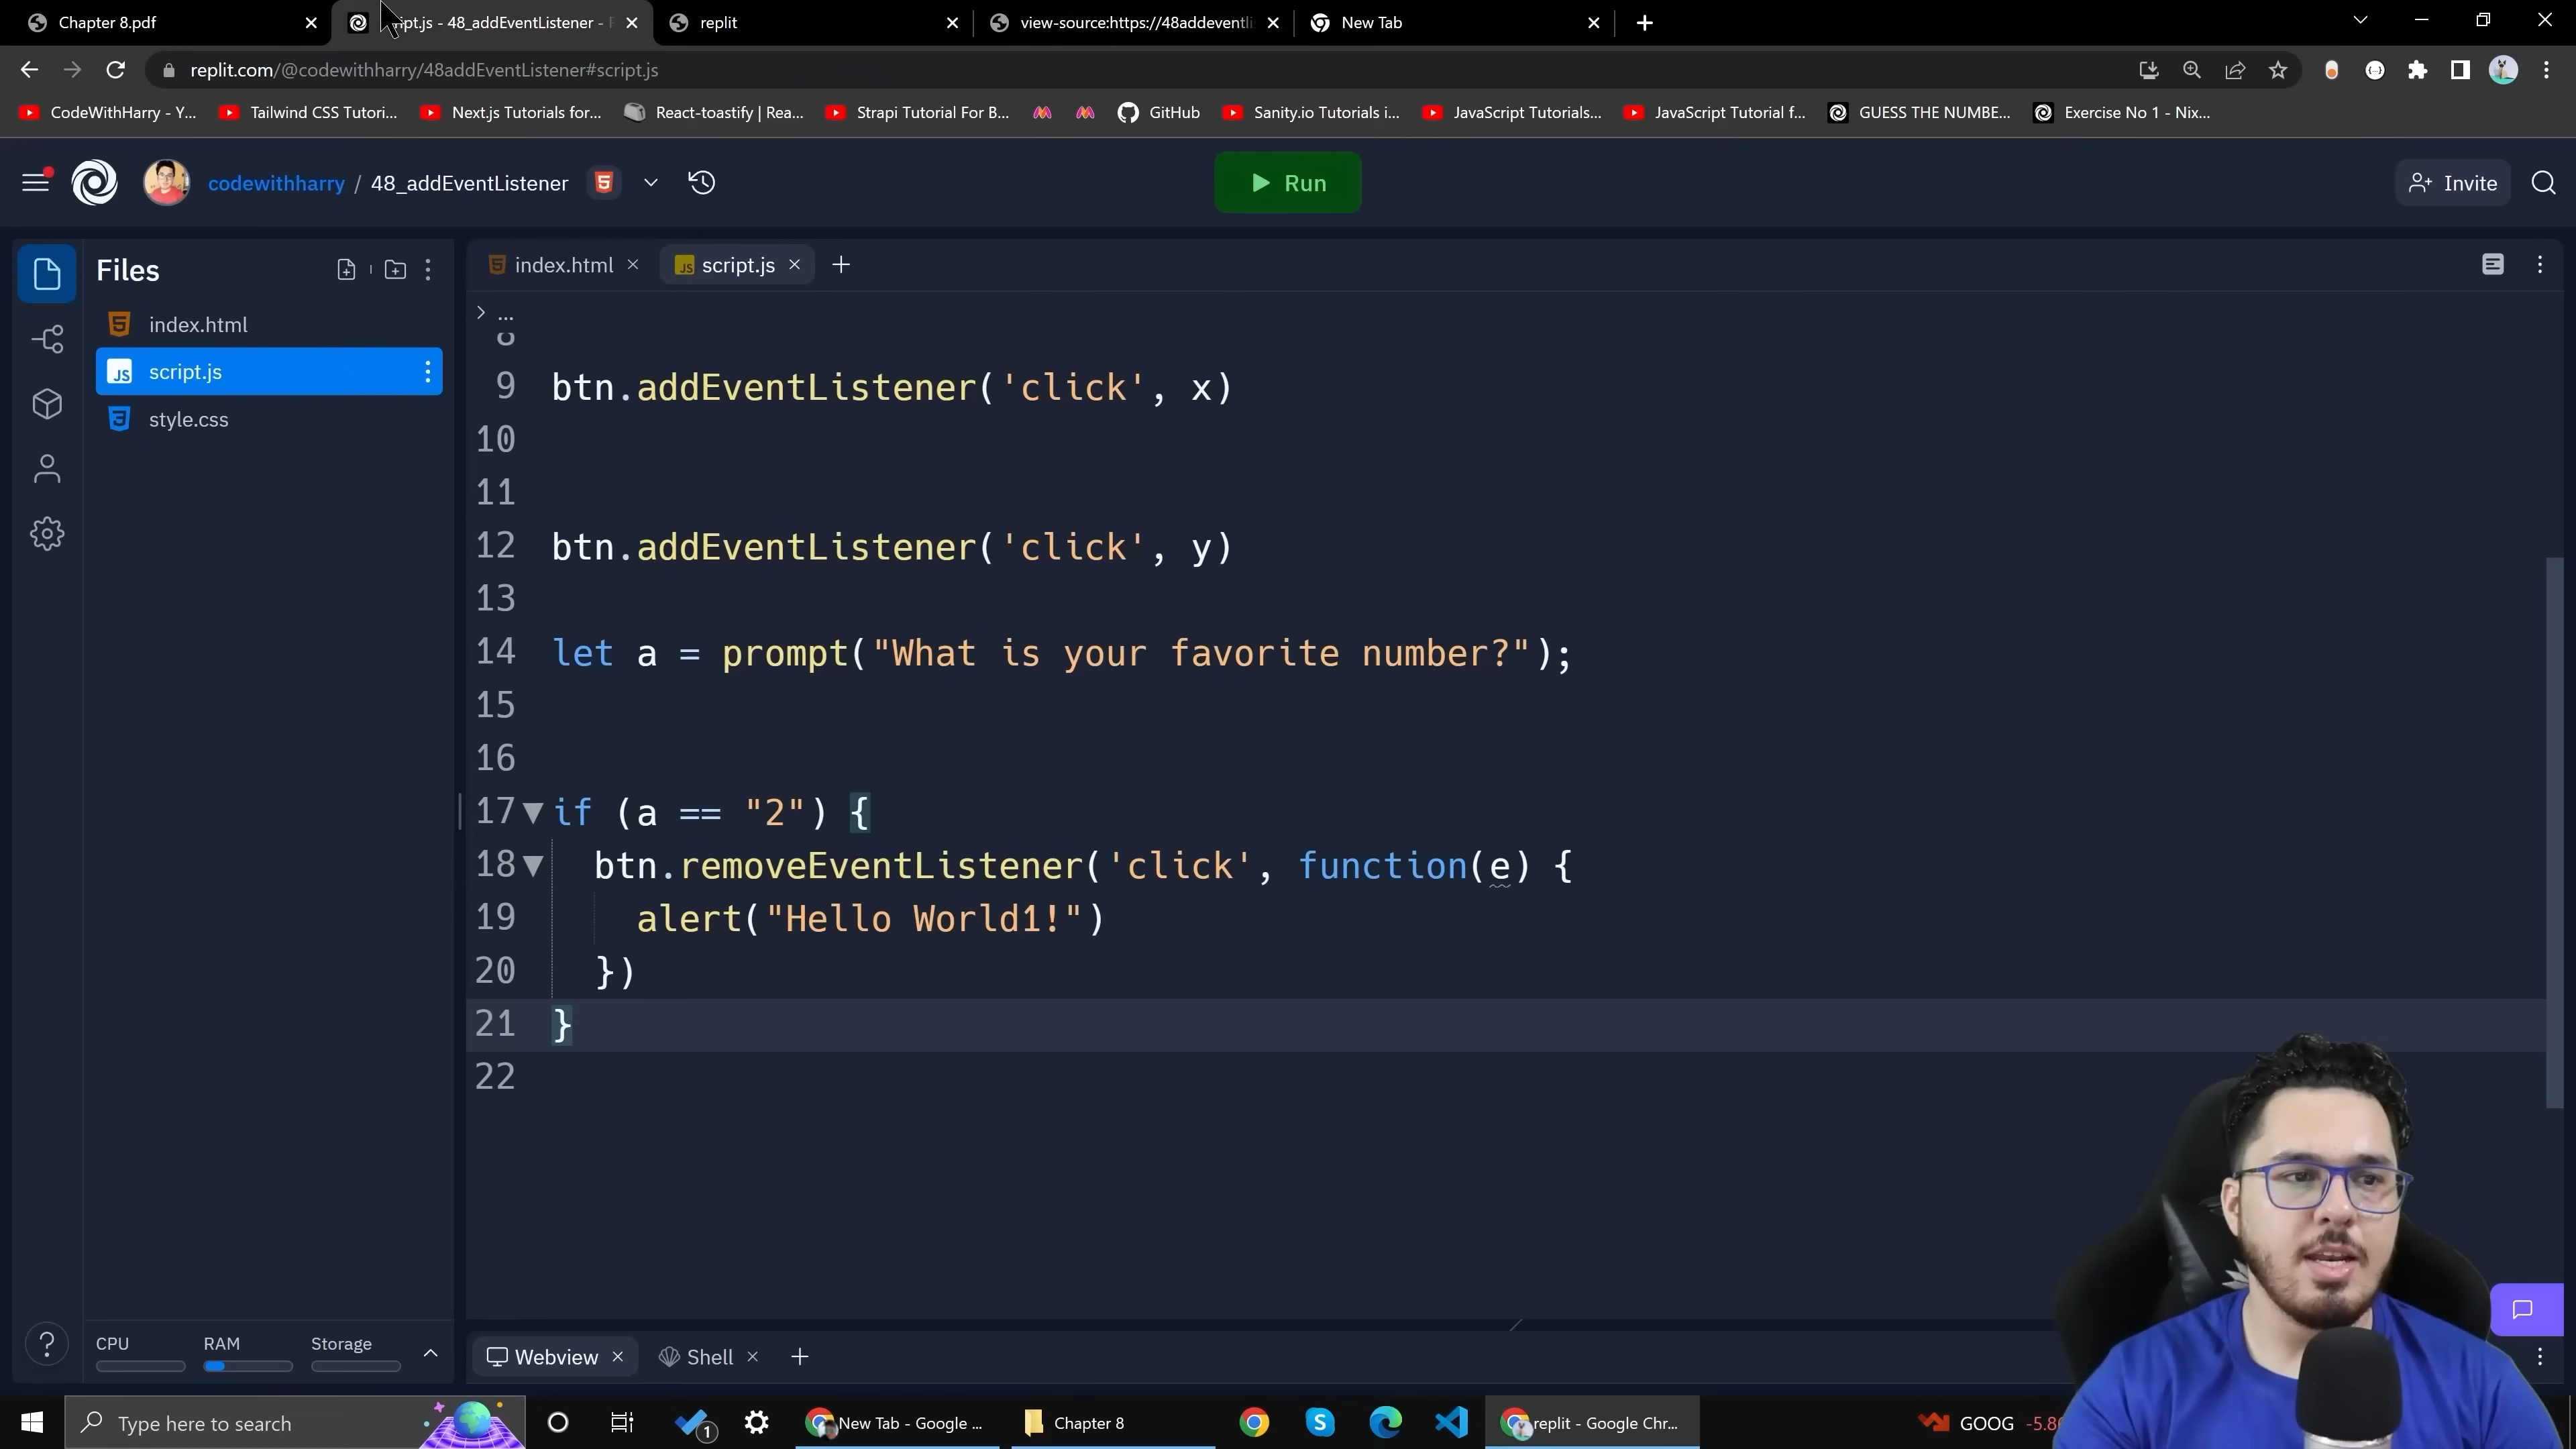 Chapter 8.pdf
ipt.js - 48_addEventListener -
replit
view-source:https://48addeventli
New Tab
replit.com/@codewithharry/48addEventListener#script.js
CodeWithHarry - Y...
Tailwind CSS Tutori...
Next.js Tutorials for...
React-toastify | Rea...
Strapi Tutorial For B...
GitHub
Sanity.io Tutorials i...
JavaScript Tutorials...
JavaScript Tutorial f...
GUESS THE NUMBE...
Exercise No 1 - Nix...
codewithharry / 48_addEventListener
Run
Invite
Files
index.html
script.js
style.css
index.html
script.js
...
8
9 btn.addEventListener('click', x)
10
11
12 btn.addEventListener('click', y)
13
14 let a = prompt("What is your favorite number?");
15
16
17 if (a == "2") {
18 btn.removeEventListener('click', function(e) {
19 alert("Hello World1!")
20 })
21 }
22
CPU
RAM
Storage
Webview
Shell
Type here to search
1
New Tab - Google ...
Chapter 8
replit - Google Chr...
GOOG